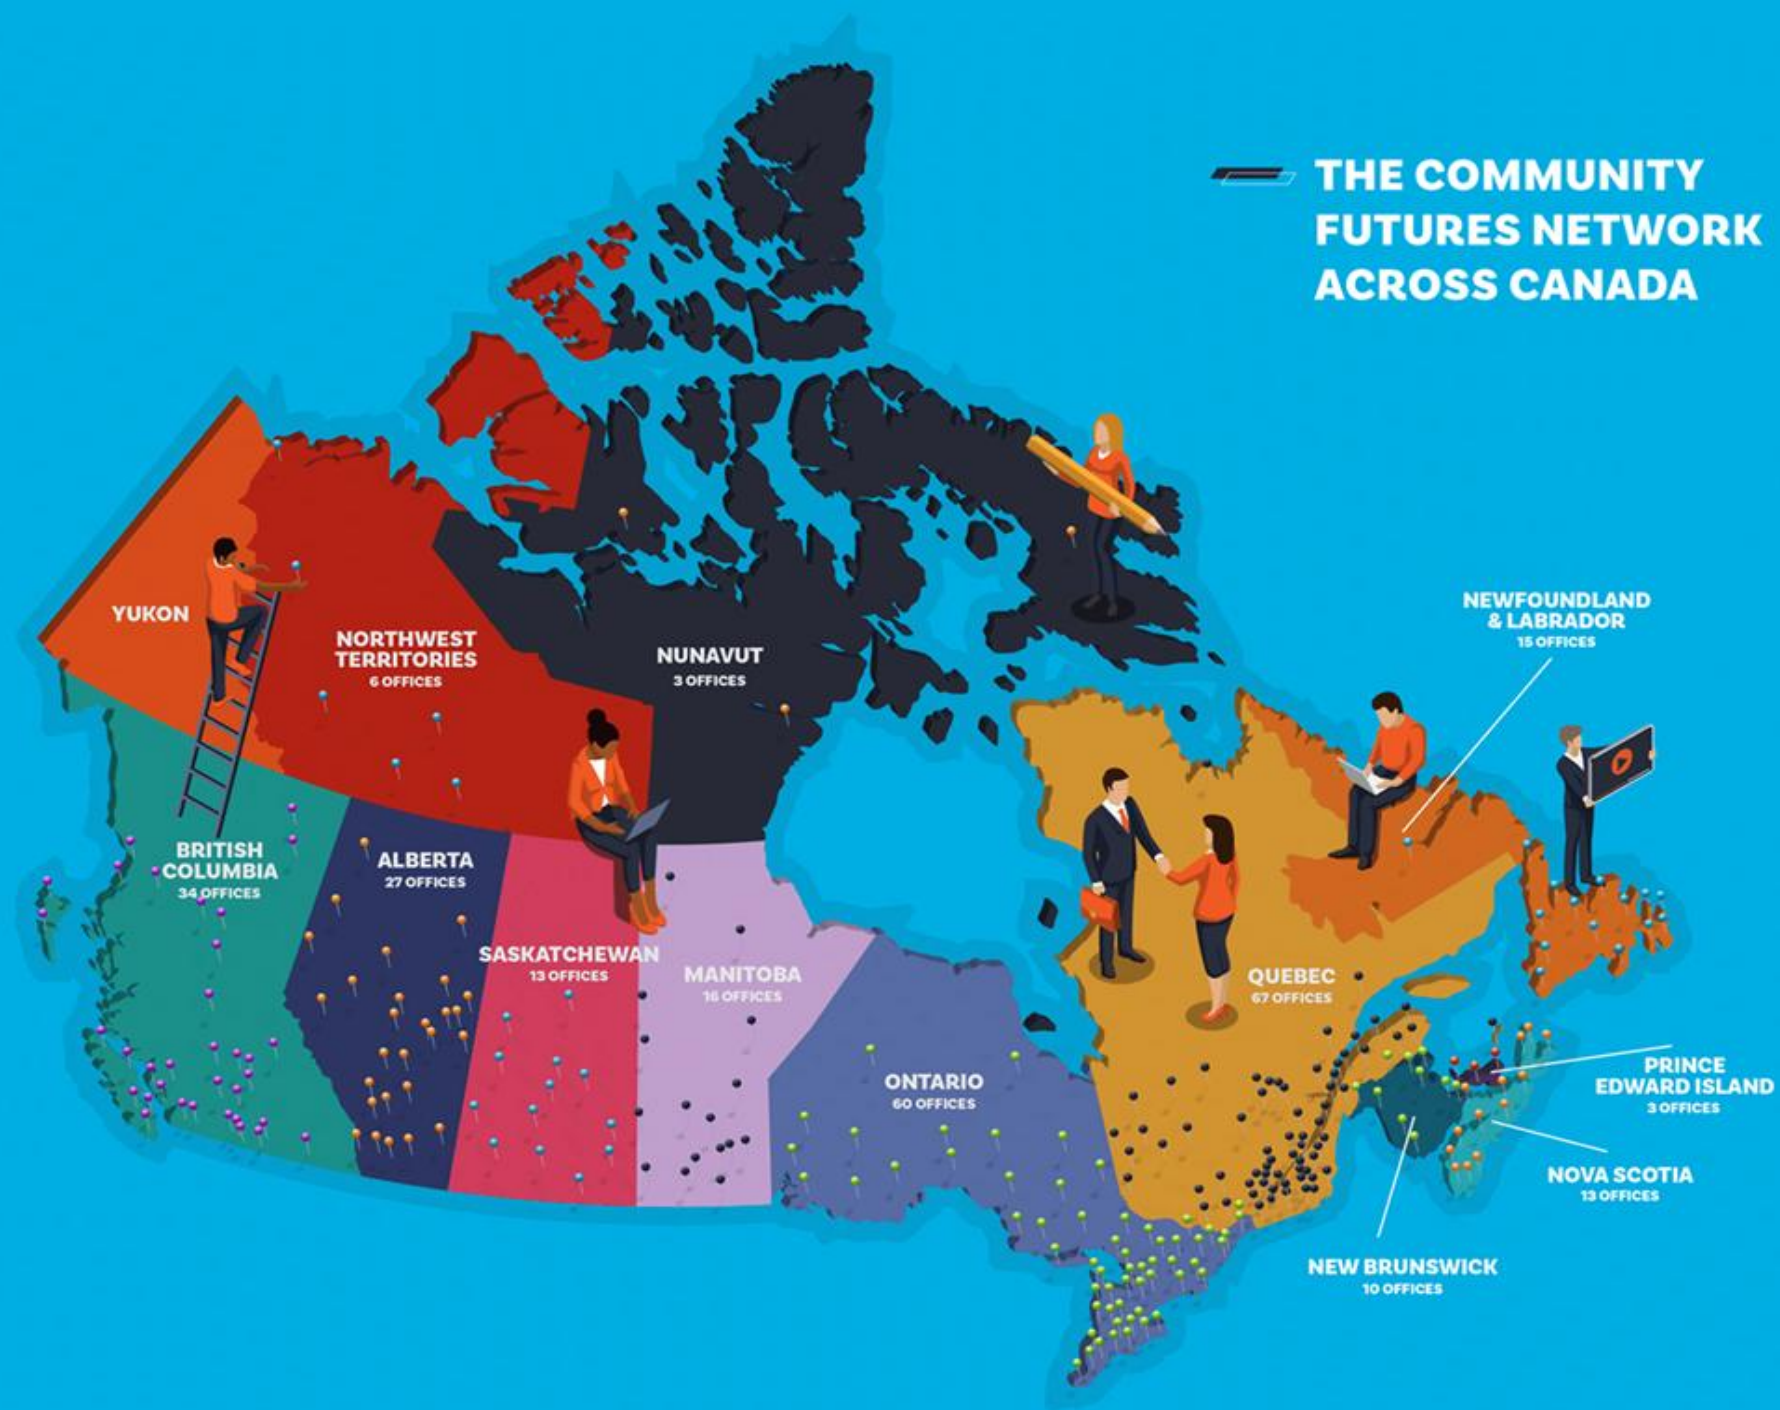 THE COMMUNITY
FUTURES NETWORK
ACROSS CANADA
YUKON
NORTHWEST
TERRITORIES
6 OFFICES
NUNAVUT
3 OFFICES
NEWFOUNDLAND
& LABRADOR
15 OFFICES
BRITISH
COLUMBIA
34 OFFICES
ALBERTA
27 OFFICES
SASKATCHEWAN
13 OFFICES
MANITOBA
16 OFFICES
QUEBEC
67 OFFICES
ONTARIO
60 OFFICES
PRINCE
EDWARD ISLAND
3 OFFICES
NOVA SCOTIA
13 OFFICES
NEW BRUNSWICK
10 OFFICES